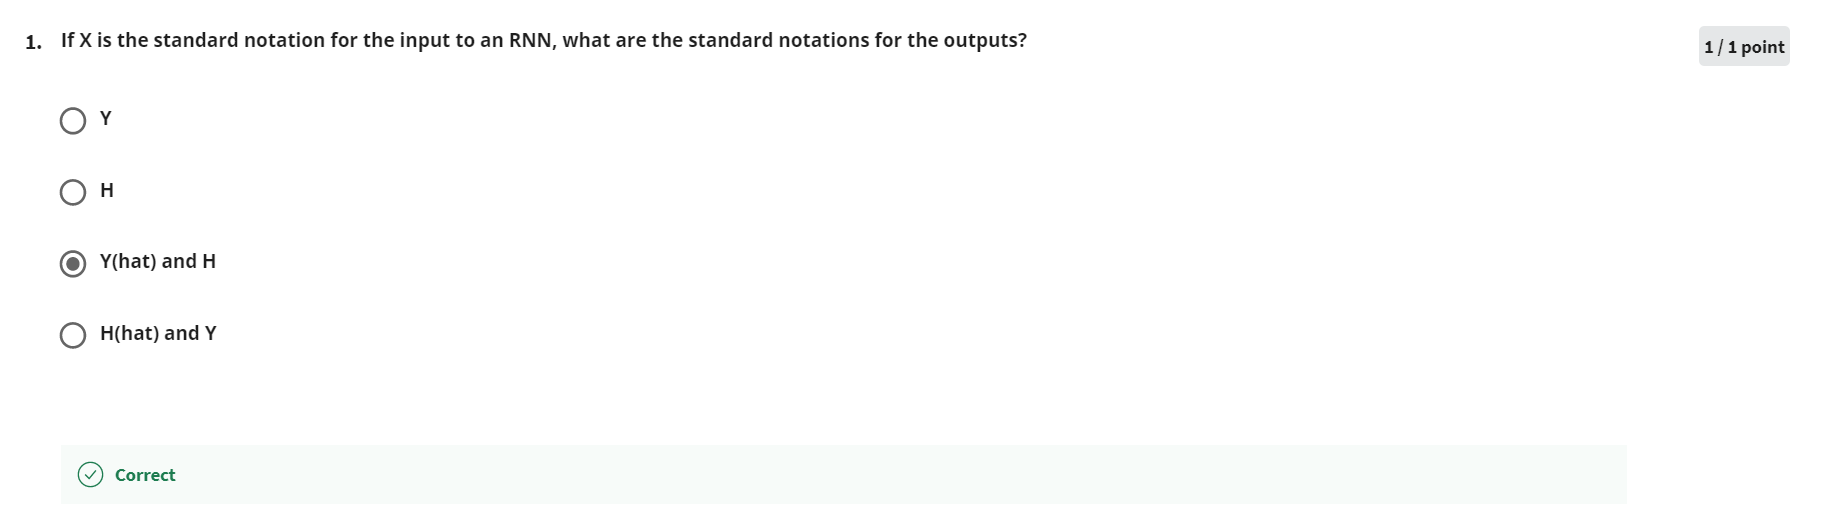 1. If X is the standard notation for the input to an RNN, what are the standard notations for the outputs?
1 / 1 point
Y
H
Y(hat) and H
H(hat) and Y
Correct